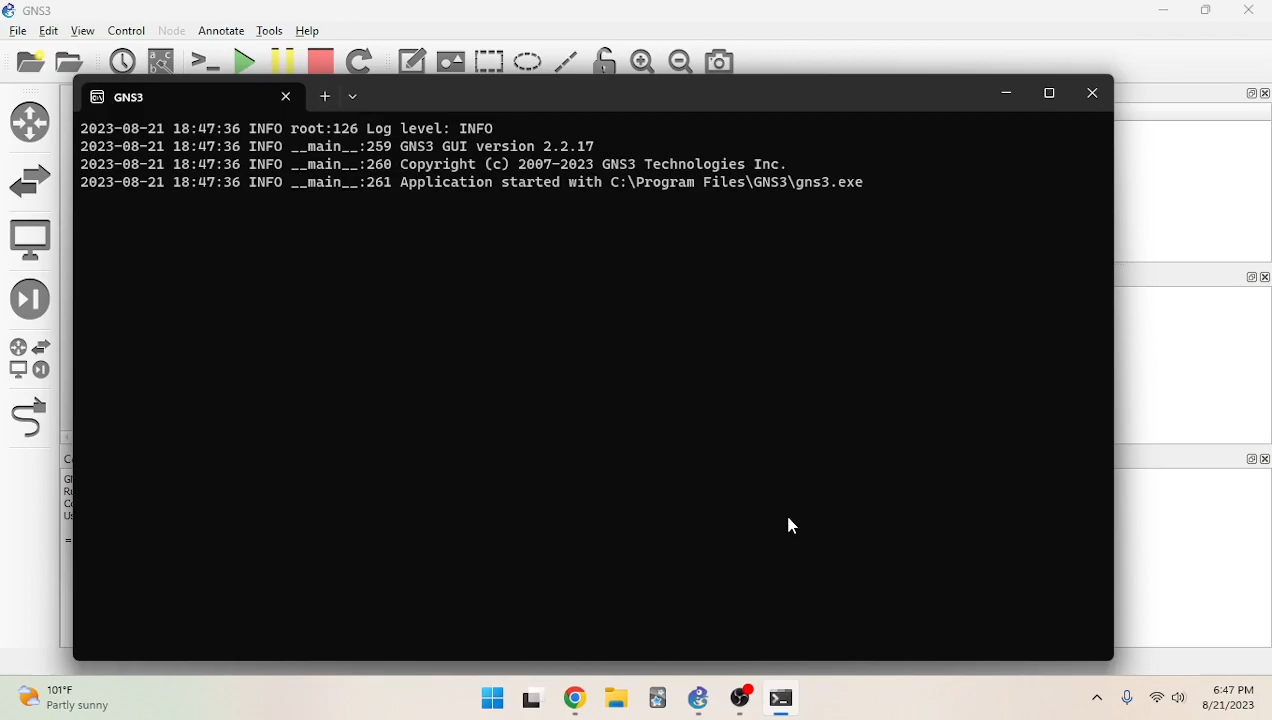 GNS3
File Edit View Control Node Annotate Tools Help
GNS3
2023-08-21 18:47:36 INFO root:126 Log level: INFO
2023-08-21 18:47:36 INFO __main__:259 GNS3 GUI version 2.2.17
2023-08-21 18:47:36 INFO __main__:260 Copyright (c) 2007-2023 GNS3 Technologies Inc.
2023-08-21 18:47:36 INFO __main__:261 Application started with C:\Program Files\GNS3\gns3.exe
101°F
Partly sunny
6:47 PM
8/21/2023